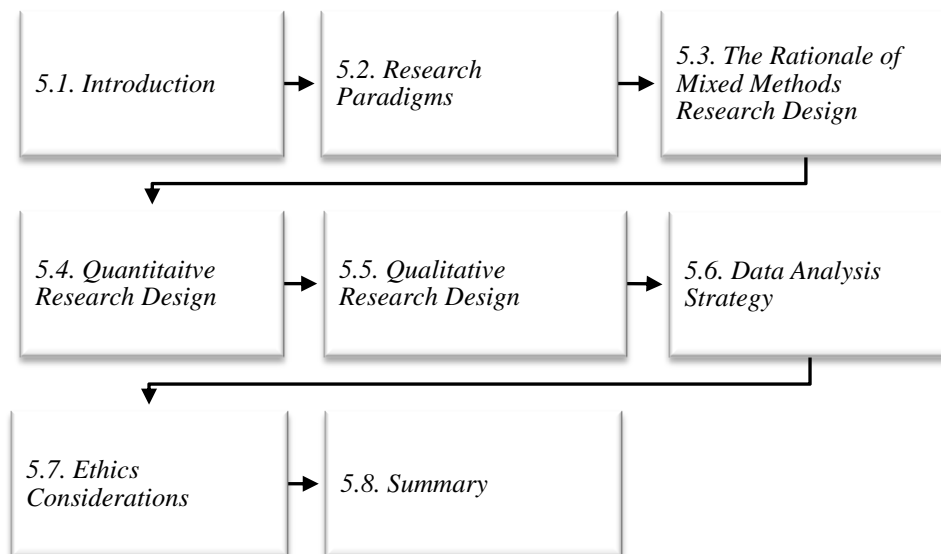 5.1. Introduction
5.2. Research
Paradigms
5.3. The Rationale of
Mixed Methods
Research Design
5.4. Quantitaitve
Research Design
5.5. Qualitative
Research Design
5.6. Data Analysis
Strategy
5.7. Ethics
Considerations
5.8. Summary